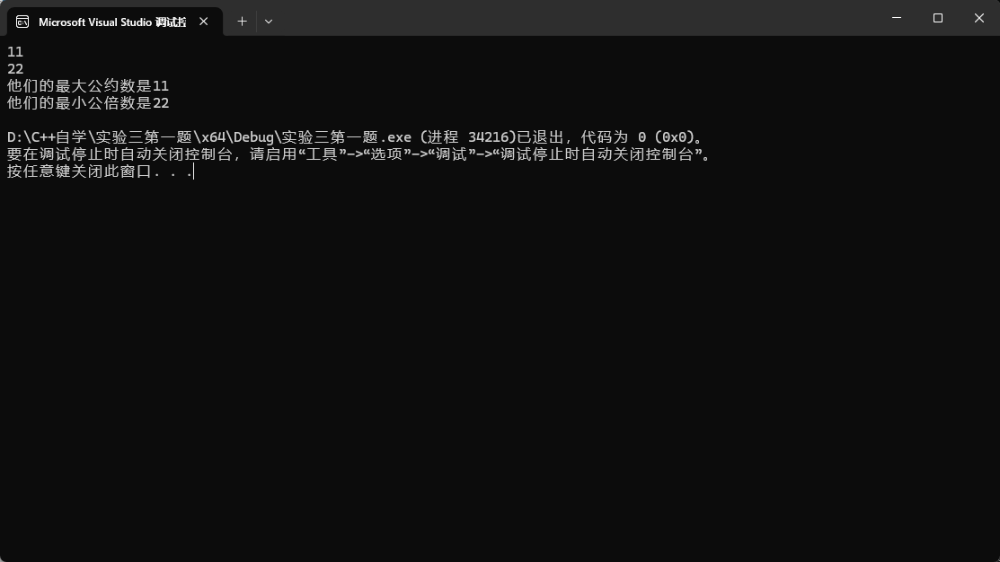 Microsoft Visual Studio 调试控
11
22
他们的最大公约数是11
他们的最小公倍数是22
D:\C++自学\实验三第一题\x64\Debug\实验三第一题.exe (进程 34216)已退出，代码为 0 (0x0)。
要在调试停止时自动关闭控制台，请启用“工具”->“选项”->“调试”->“调试停止时自动关闭控制台”。
按任意键关闭此窗口. . .